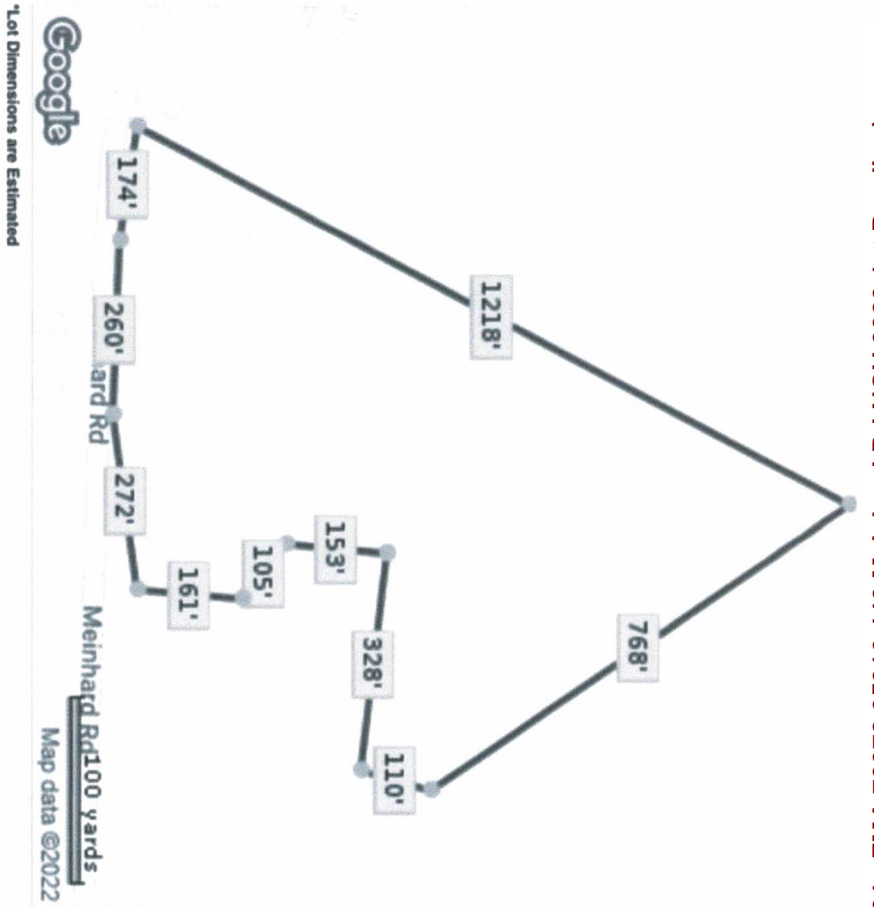 1218'
768'
174'
260'
272'
161'
105'
153'
328'
110'
ard Rd
Meinhard Rd
100 yards
Google
Map data ©2022
*Lot Dimensions are Estimated